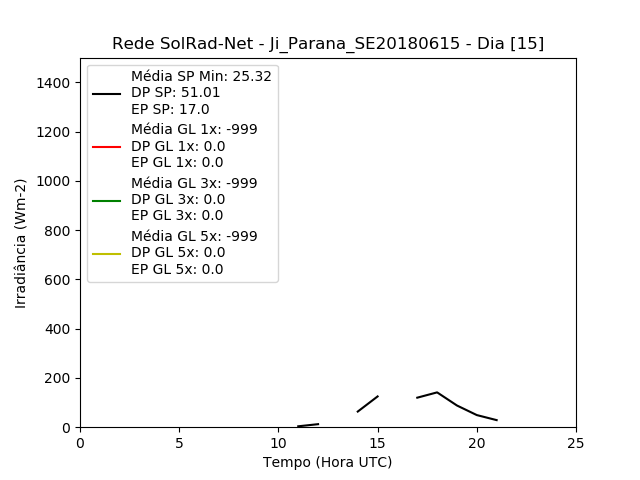 Rede SolRad-Net - Ji_Parana_SE20180615 - Dia [15]
Média SP Min: 25.32
DP SP: 51.01
EP SP: 17.0
Média GL 1x: -999
DP GL 1x: 0.0
EP GL 1x: 0.0
Média GL 3x: -999
DP GL 3x: 0.0
EP GL 3x: 0.0
Média GL 5x: -999
DP GL 5x: 0.0
EP GL 5x: 0.0
Irradiância (Wm-2)
1400
1200
1000
800
600
400
200
0
0 5 10 15 20 25
Tempo (Hora UTC)